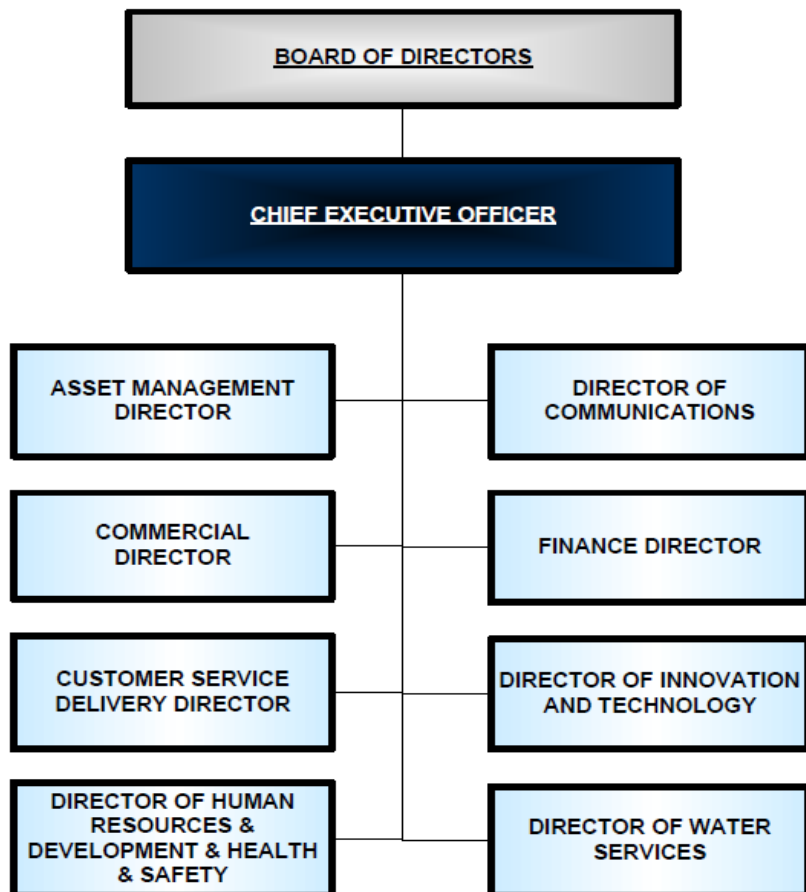 BOARD OF DIRECTORS
CHIEF EXECUTIVE OFFICER
ASSET MANAGEMENT
DIRECTOR
DIRECTOR OF
COMMUNICATIONS
COMMERCIAL
DIRECTOR
FINANCE DIRECTOR
CUSTOMER SERVICE
DELIVERY DIRECTOR
DIRECTOR OF INNOVATION
AND TECHNOLOGY
DIRECTOR OF HUMAN
RESOURCES &
DEVELOPMENT & HEALTH
& SAFETY
DIRECTOR OF WATER
SERVICES